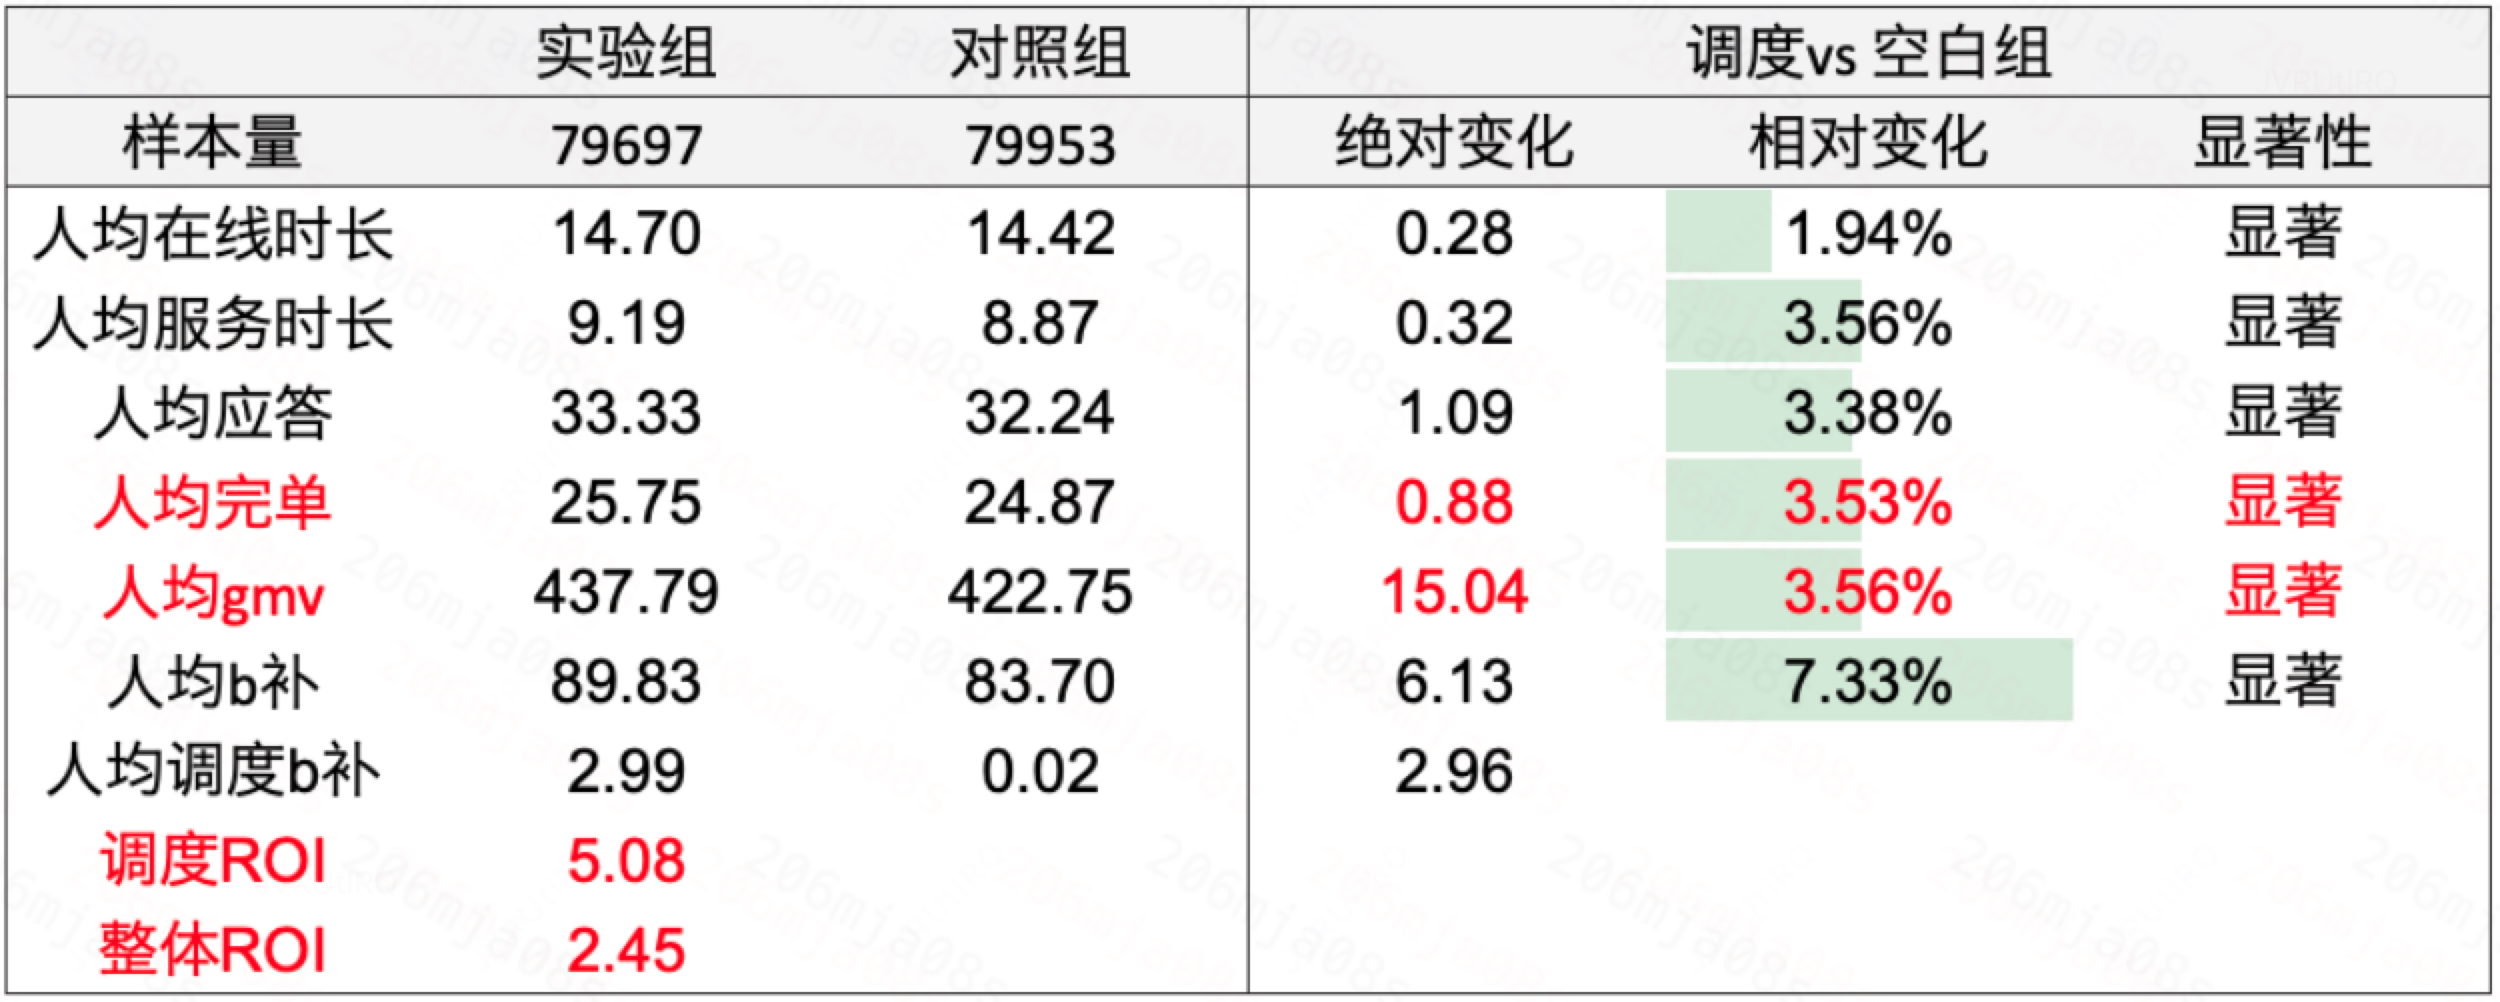 实验组 对照组 调度vs 空白组
样本量 79697 79953 绝对变化 相对变化 显著性
人均在线时长 14.70 14.42 0.28 1.94% 显著
人均服务时长 9.19 8.87 0.32 3.56% 显著
人均应答 33.33 32.24 1.09 3.38% 显著
人均完单 25.75 24.87 0.88 3.53% 显著
人均gmv 437.79 422.75 15.04 3.56% 显著
人均b补 89.83 83.70 6.13 7.33% 显著
人均调度b补 2.99 0.02 2.96
调度ROI 5.08
整体ROI 2.45